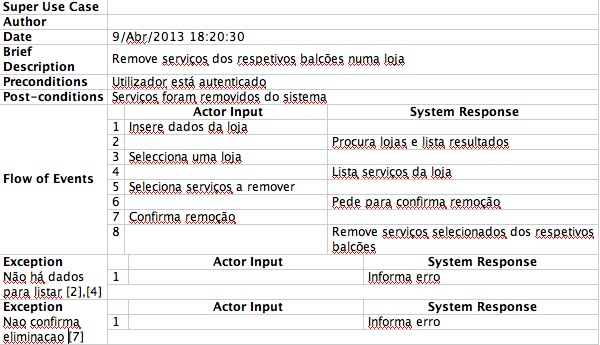 Super Use Case
Author
Date 9/Abr/2013 18:20:30
Brief Description Remove serviços dos respetivos balcões numa loja
Preconditions Utilizador está autenticado
Post-conditions Serviços foram removidos do sistema
Flow of Events
Actor Input System Response
1 Insere dados da loja
2 Procura lojas e lista resultados
3 Selecciona uma loja
4 Lista serviços da loja
5 Seleciona serviços a remover
6 Pede para confirma remoção
7 Confirma remoção
8 Remove serviços selecionados dos respetivos
balcões
Exception Actor Input System Response
Não há dados 1 Informa erro
para listar [2],[4]
Exception Actor Input System Response
Nao confirma 1 Informa erro
eliminacao [7]